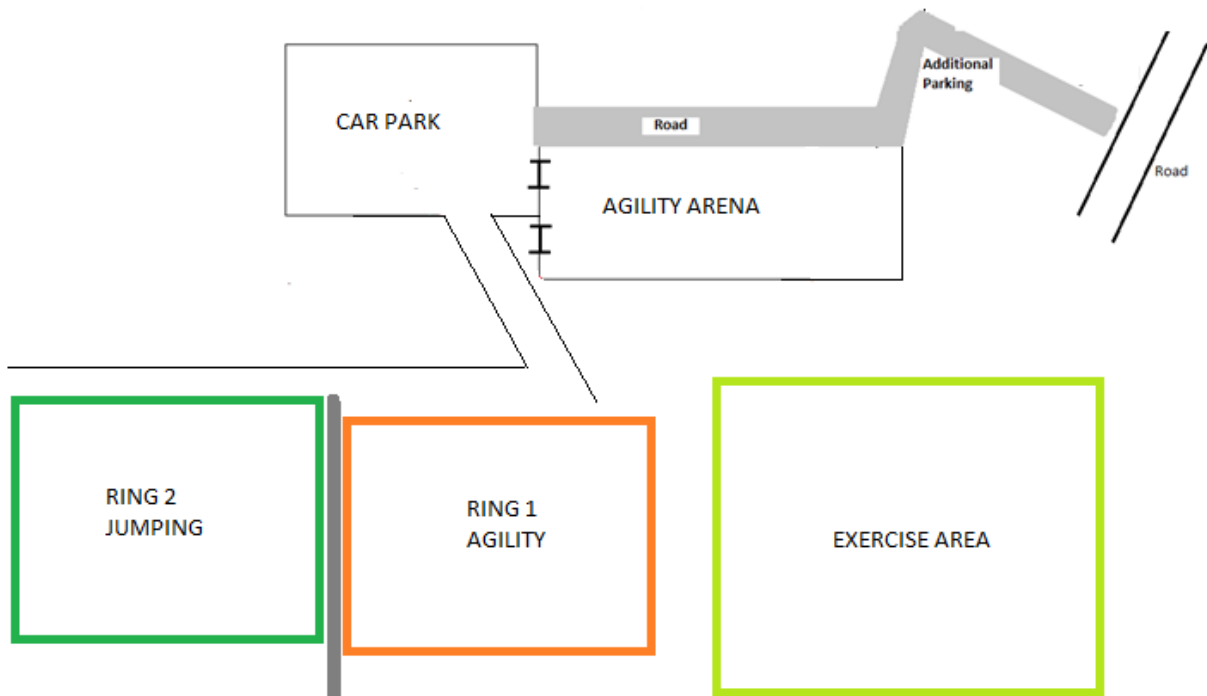 Additional
Parking
CAR PARK
Road
Road
AGILITY ARENA
RING 2
JUMPING
RING 1
AGILITY
EXERCISE AREA